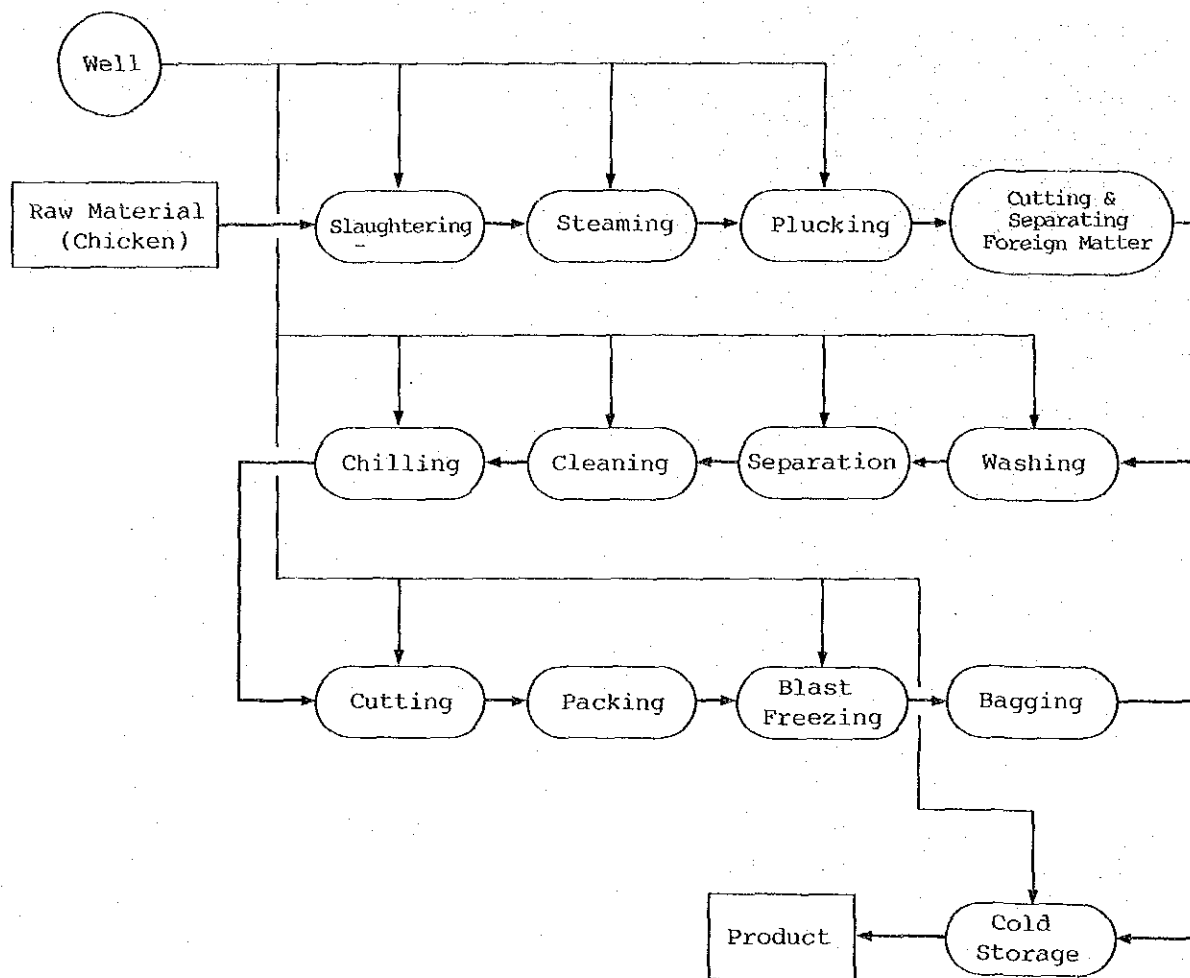 Well
Raw Material
(Chicken)
Slaughtering
Steaming
Plucking
Cutting &
Separating
Foreign Matter
Chilling
Cleaning
Separation
Washing
Cutting
Packing
Blast
Freezing
Bagging
Product
Cold
Storage